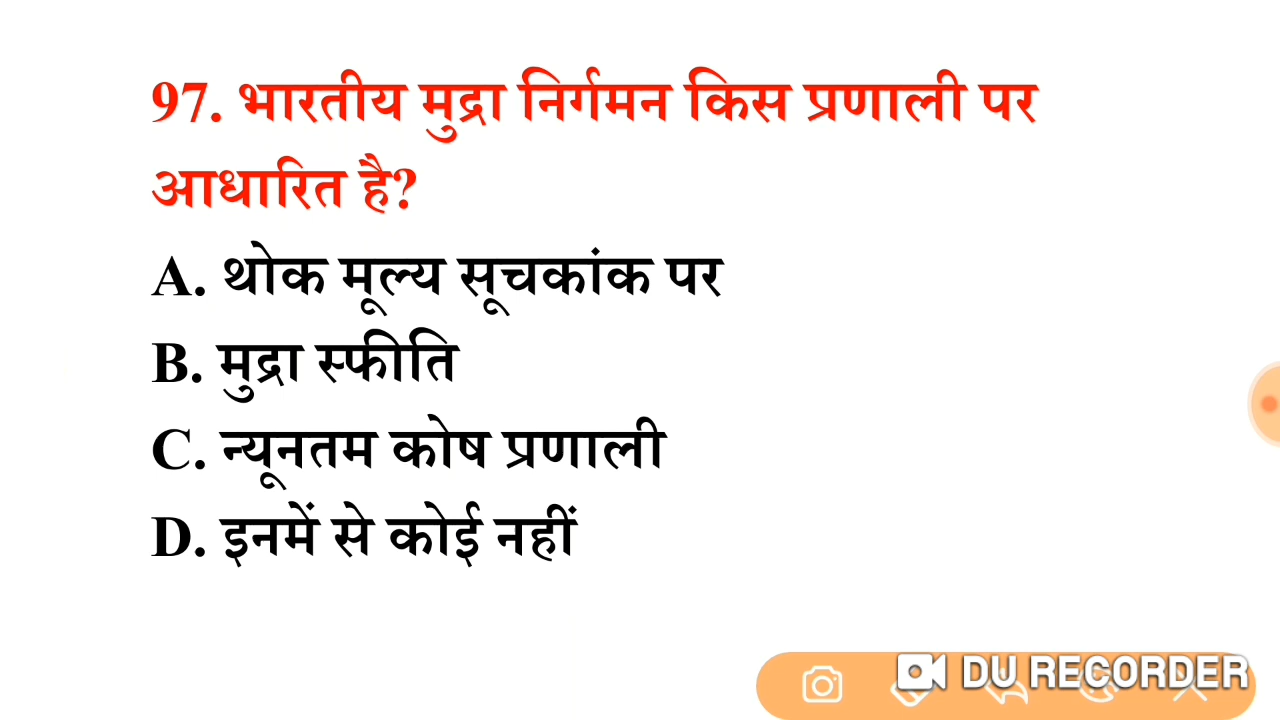 97. भारतीय मुद्रा निर्गमन किस प्रणाली पर
आधारित है?
A. थोक मूल्य सूचकांक पर
B. मुद्रा स्फीति
C. न्यूनतम कोष प्रणाली
D. इनमें से कोई नहीं
DU RECORDER